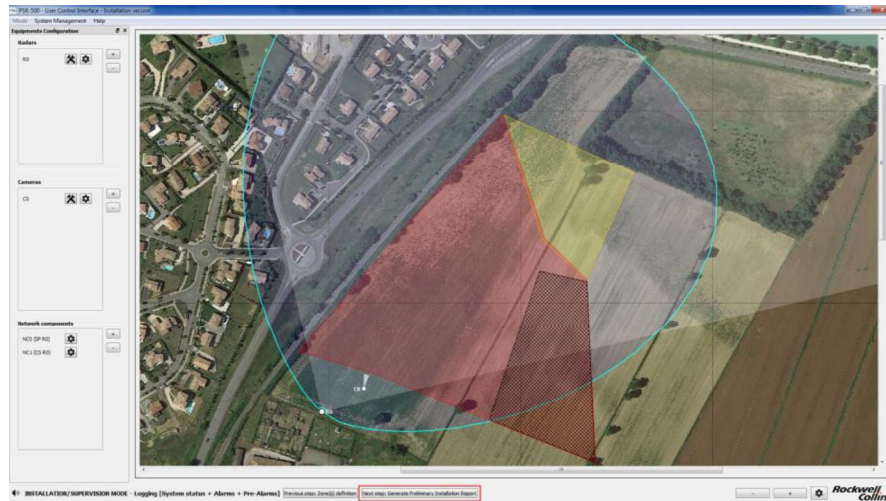 PSR-500 - User Control Interface - Installation version
Mode System Management Help
Equipments Configuration
Radars
R0
+
-
Cameras
C0
+
-
Network components
NC0 (SP R0)
NC1 (CS R0)
+
-
C0
R0
INSTALLATION/SUPERVISION MODE - Logging [System status + Alarms + Pre-Alarms]
Previous step: Zone(s) definition
Next step: Generate Preliminary Installation Report
-
+
Rockwell
Collin